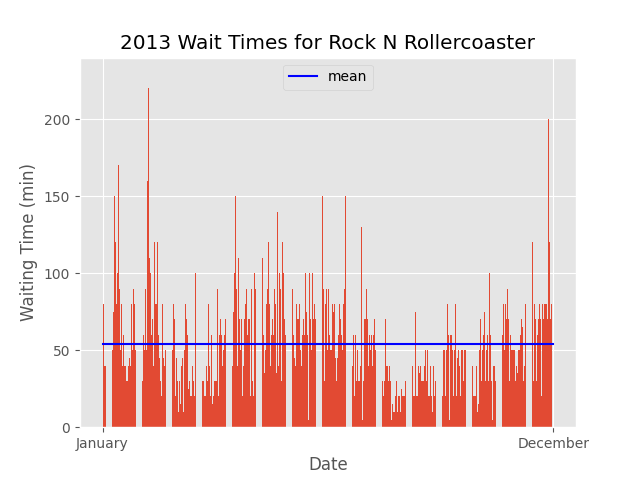 2013 Wait Times for Rock N Rollercoaster
mean
Waiting Time (min)
200
150
100
50
0
January
December
Date